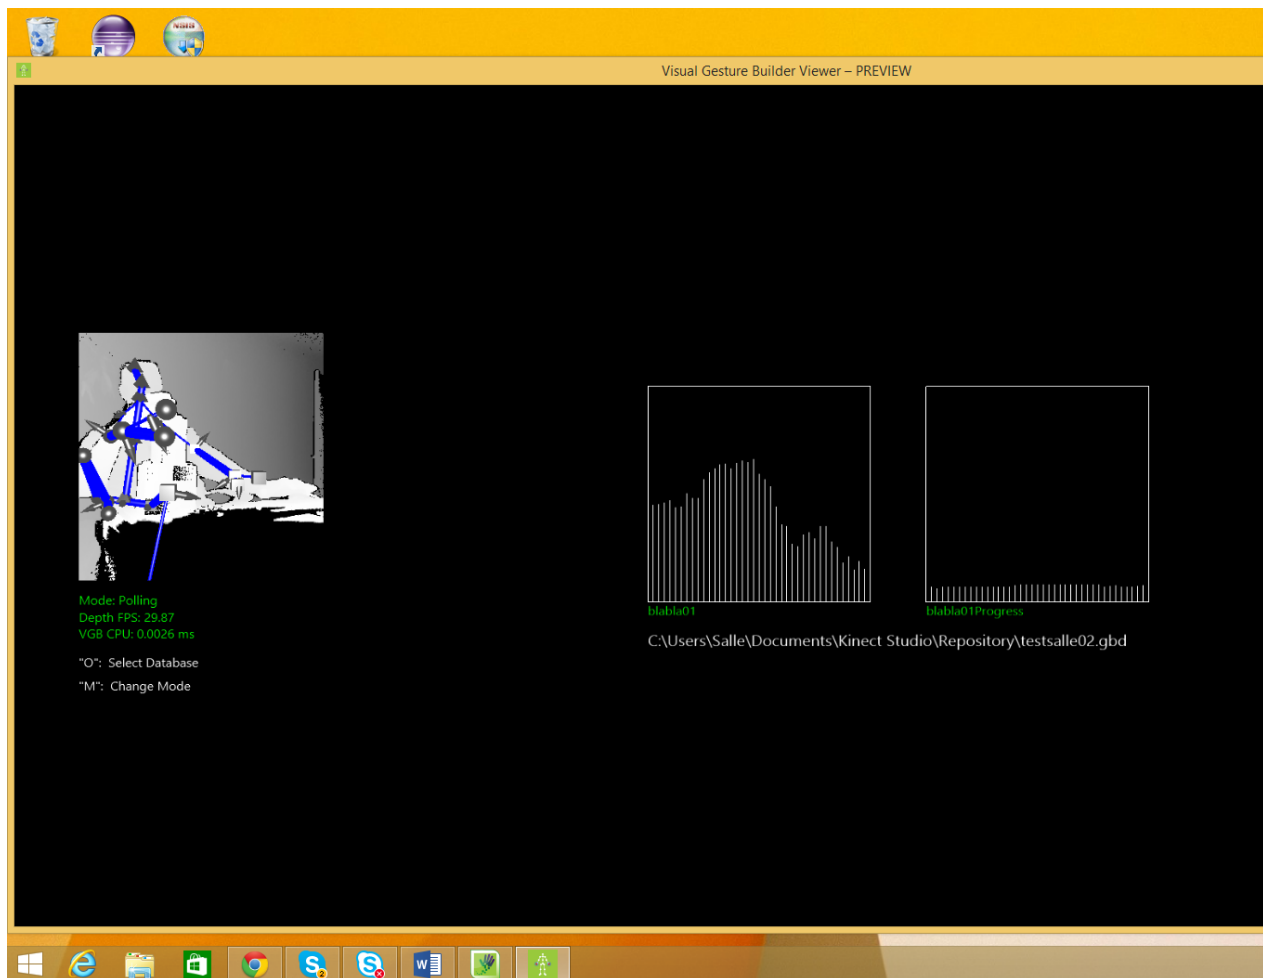 Visual Gesture Builder Viewer – PREVIEW
Mode: Polling
Depth FPS: 29.87
VGB CPU: 0.0026 ms
"O":  Select Database
"M":  Change Mode
blabla01
blabla01Progress
C:\Users\Salle\Documents\Kinect Studio\Repository\testsalle02.gbd
2